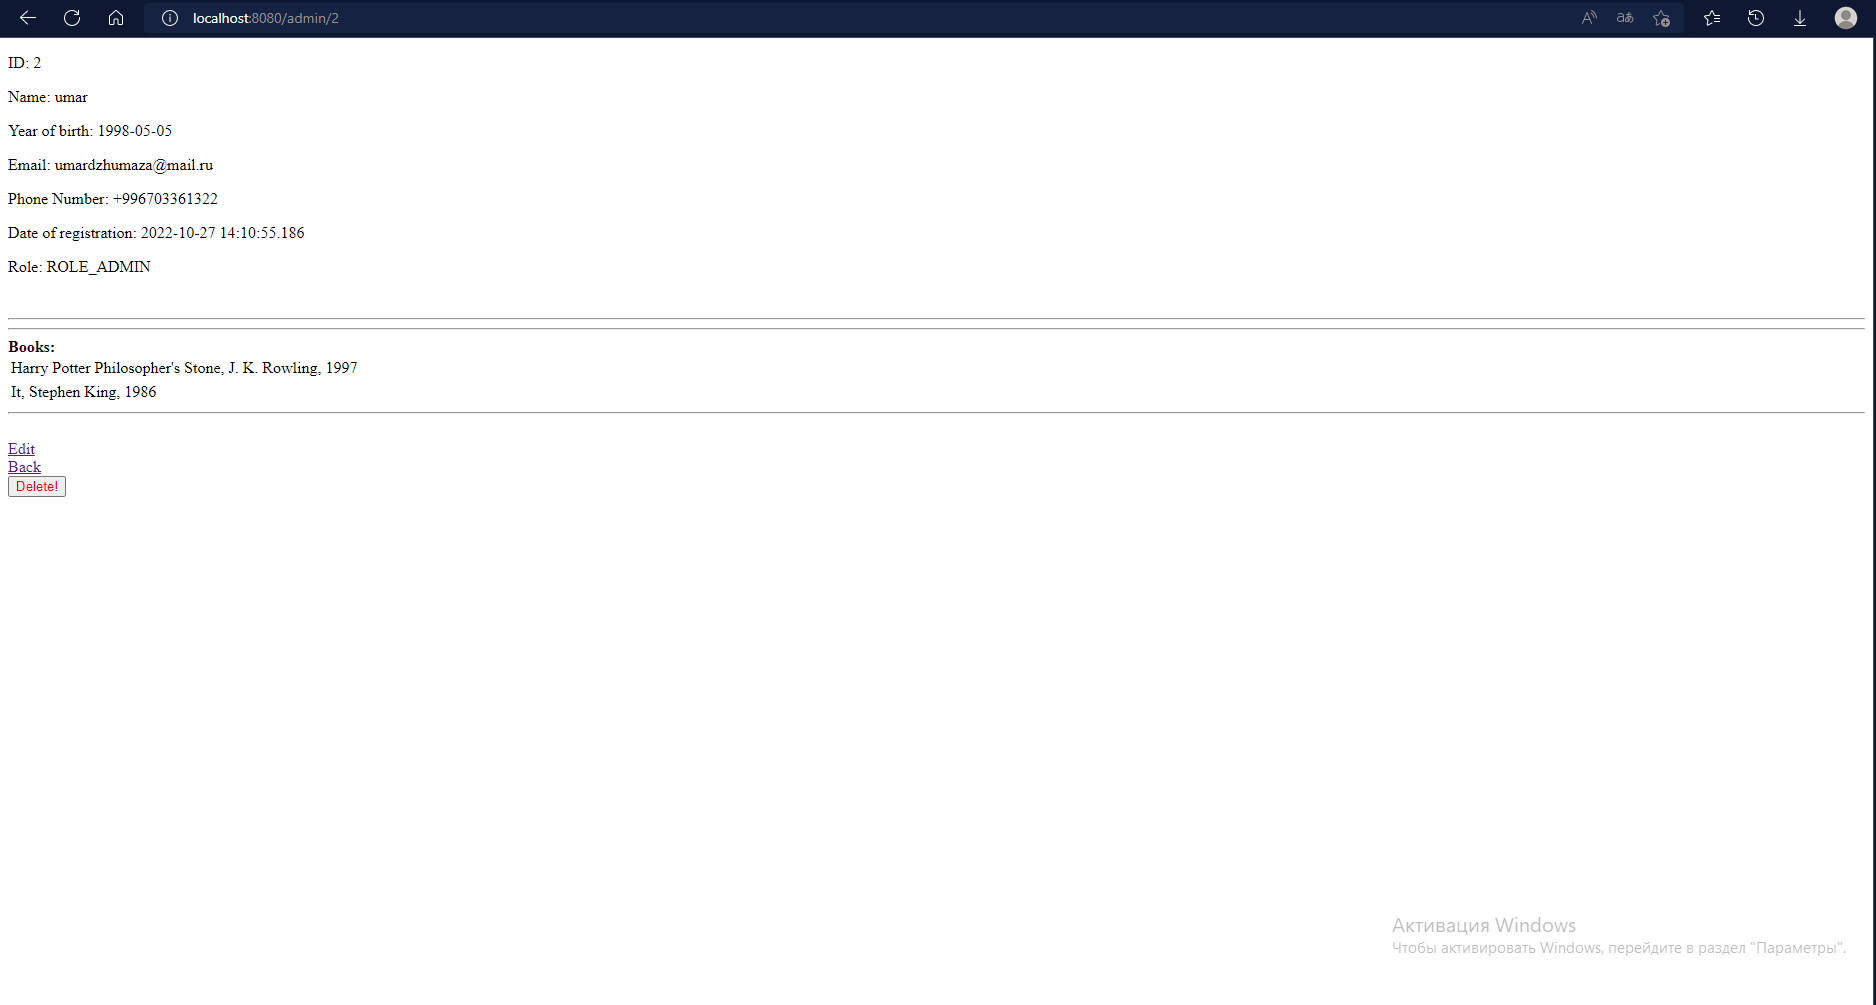 localhost:8080/admin/2
ID: 2
Name: umar
Year of birth: 1998-05-05
Email: umardzhumaza@mail.ru
Phone Number: +996703361322
Date of registration: 2022-10-27 14:10:55.186
Role: ROLE_ADMIN
Books:
Harry Potter Philosopher's Stone, J. K. Rowling, 1997
It, Stephen King, 1986
Edit
Back
Delete!
Активация Windows
Чтобы активировать Windows, перейдите в раздел "Параметры".